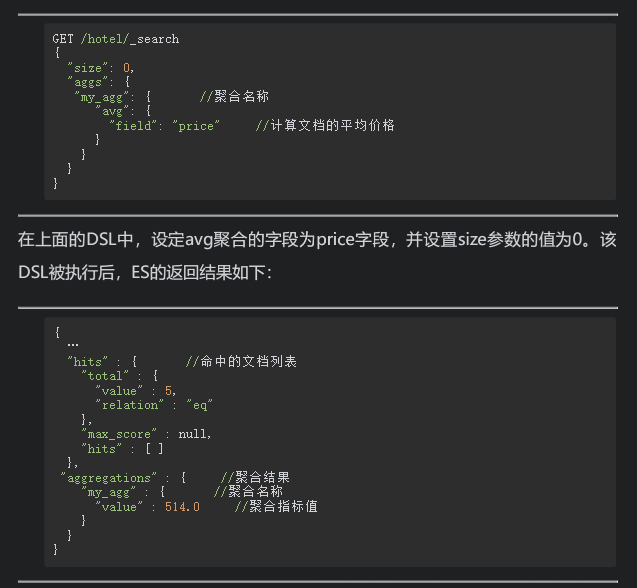 GET /hotel/_search
{
  "size": 0,
  "aggs": {
   "my_agg": {       //聚合名称
      "avg": {
        "field": "price"     //计算文档的平均价格
      }
    }
  }
}
在上面的DSL中，设定avg聚合的字段为price字段，并设置size参数的值为0。该
DSL被执行后，ES的返回结果如下：
{
  …
  "hits" : {       //命中的文档列表
    "total" : {
      "value" : 5,
      "relation" : "eq"
    },
    "max_score" : null,
    "hits" : [ ]
  },
 "aggregations" : {     //聚合结果
    "my_agg" : {       //聚合名称
      "value" : 514.0     //聚合指标值
    }
  }
}